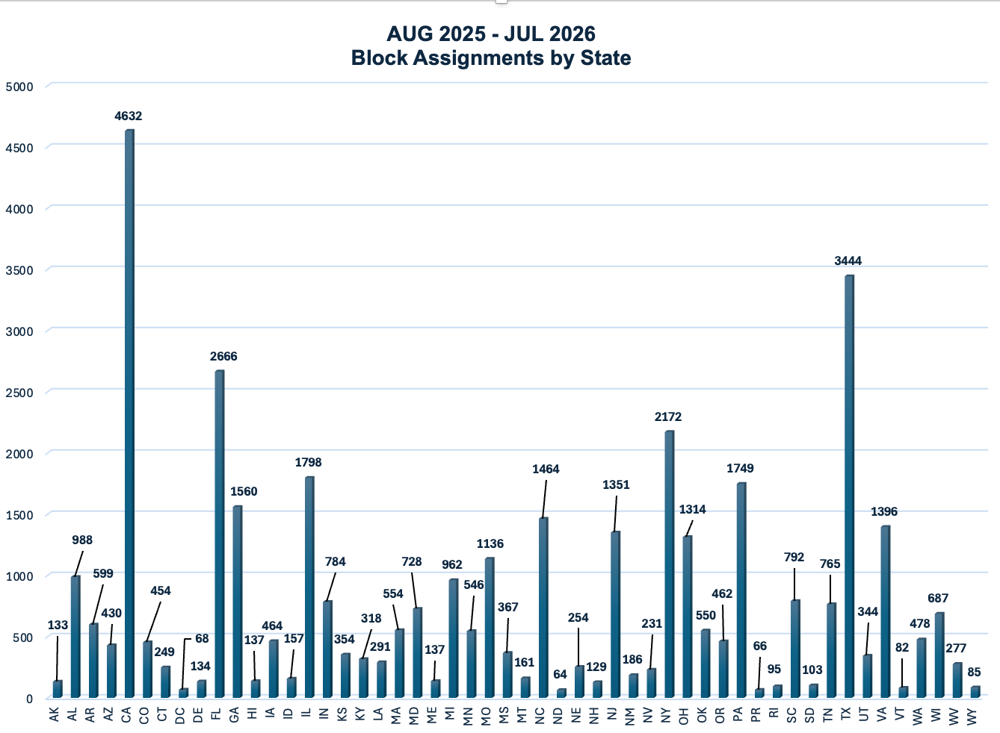 AUG 2025 - JUL 2026
Block Assignments by State
5000
4500
4000
3500
3000
2500
2000
1500
1000
500
0
133
988
599
430
4632
454
249
68
134
2666
1560
137
464
157
1798
784
354
318
291
554
728
137
962
546
1136
367
161
1464
64
254
129
1351
186
231
2172
1314
550
462
1749
66
95
792
103
765
3444
344
1396
82
478
687
277
85
AK
AL
AR
AZ
CA
CO
CT
DC
DE
FL
GA
HI
IA
ID
IL
IN
KS
KY
LA
MA
MD
ME
MI
MN
MO
MS
MT
NC
ND
NE
NH
NJ
NM
NV
NY
OH
OK
OR
PA
PR
RI
SC
SD
TN
TX
UT
VA
VT
WA
WI
WV
WY